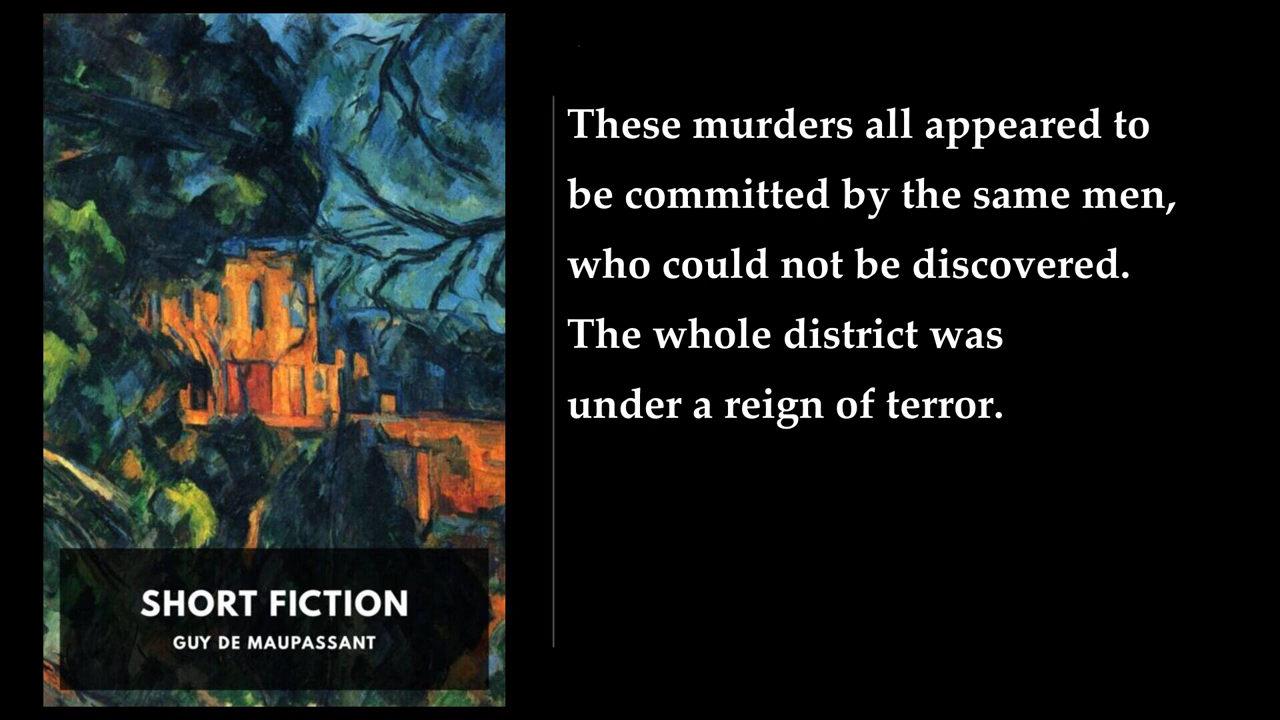 These murders all appeared to
be committed by the same men,
who could not be discovered.
The whole district was
under a reign of terror.
SHORT FICTION
GUY DE MAUPASSANT